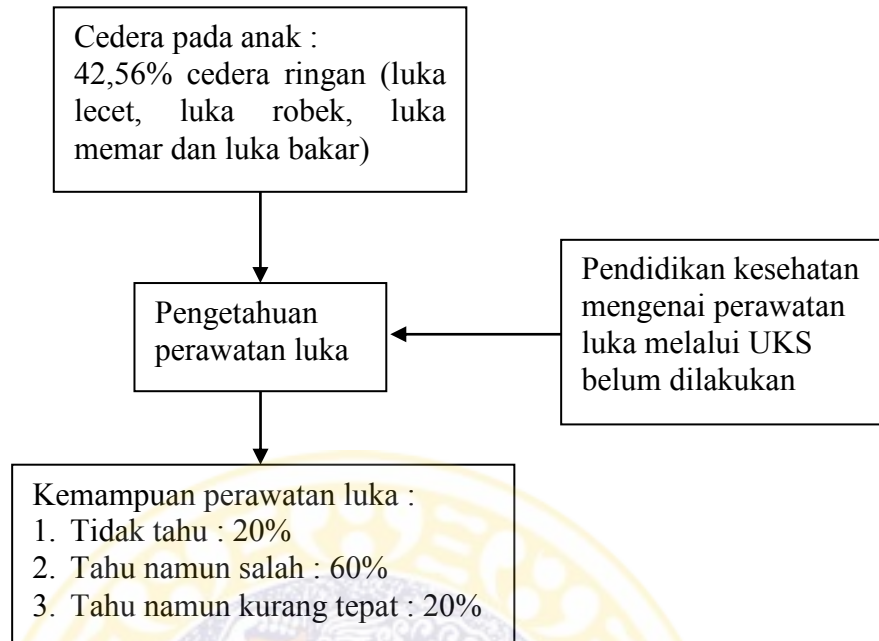 Cedera pada anak :
42,56% cedera ringan (luka
lecet, luka robek, luka
memar dan luka bakar)
Pengetahuan
perawatan luka
Pendidikan kesehatan
mengenai perawatan
luka melalui UKS
belum dilakukan
Kemampuan perawatan luka :
1. Tidak tahu : 20%
2. Tahu namun salah : 60%
3. Tahu namun kurang tepat : 20%